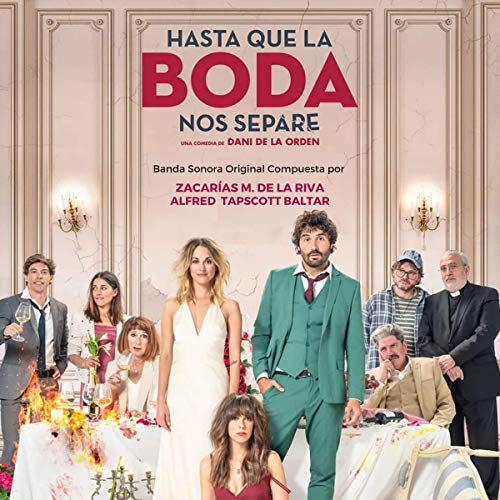 HASTA QUE LA
BODA
NOS SEPARE
UNA COMEDIA DE DANI DE LA ORDEN
Banda Sonora Original Compuesta por
ZACARÍAS M. DE LA RIVA
ALFRED TAPSCOTT BALTAR